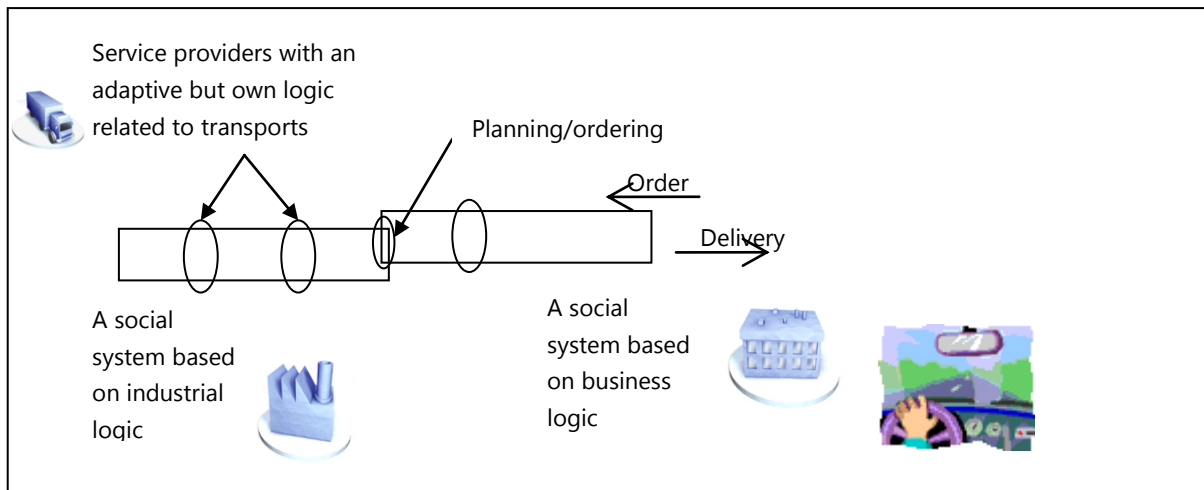 Service providers with an
adaptive but own logic
related to transports
Planning/ordering
Order
Delivery
A social
system based
on industrial
logic
A social
system based
on business
logic